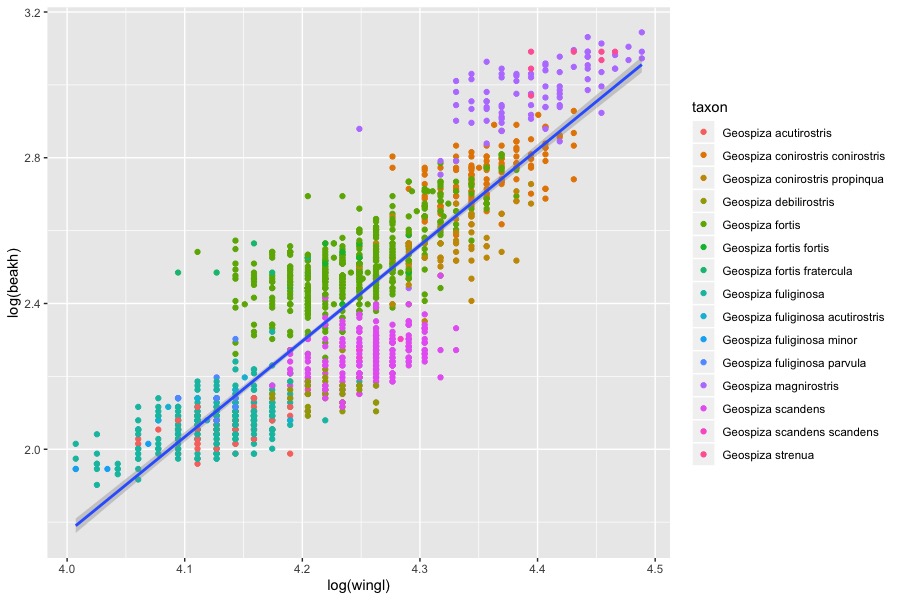 3.2
2.8
2.4
2.0
log(beakh)
4.0 4.1 4.2 4.3 4.4 4.5
log(wingl)
taxon
Geospiza acutirostris
Geospiza conirostris conirostris
Geospiza conirostris propinqua
Geospiza debilirostris
Geospiza fortis
Geospiza fortis fortis
Geospiza fortis fratercula
Geospiza fuliginosa
Geospiza fuliginosa acutirostris
Geospiza fuliginosa minor
Geospiza fuliginosa parvula
Geospiza magnirostris
Geospiza scandens
Geospiza scandens scandens
Geospiza strenua